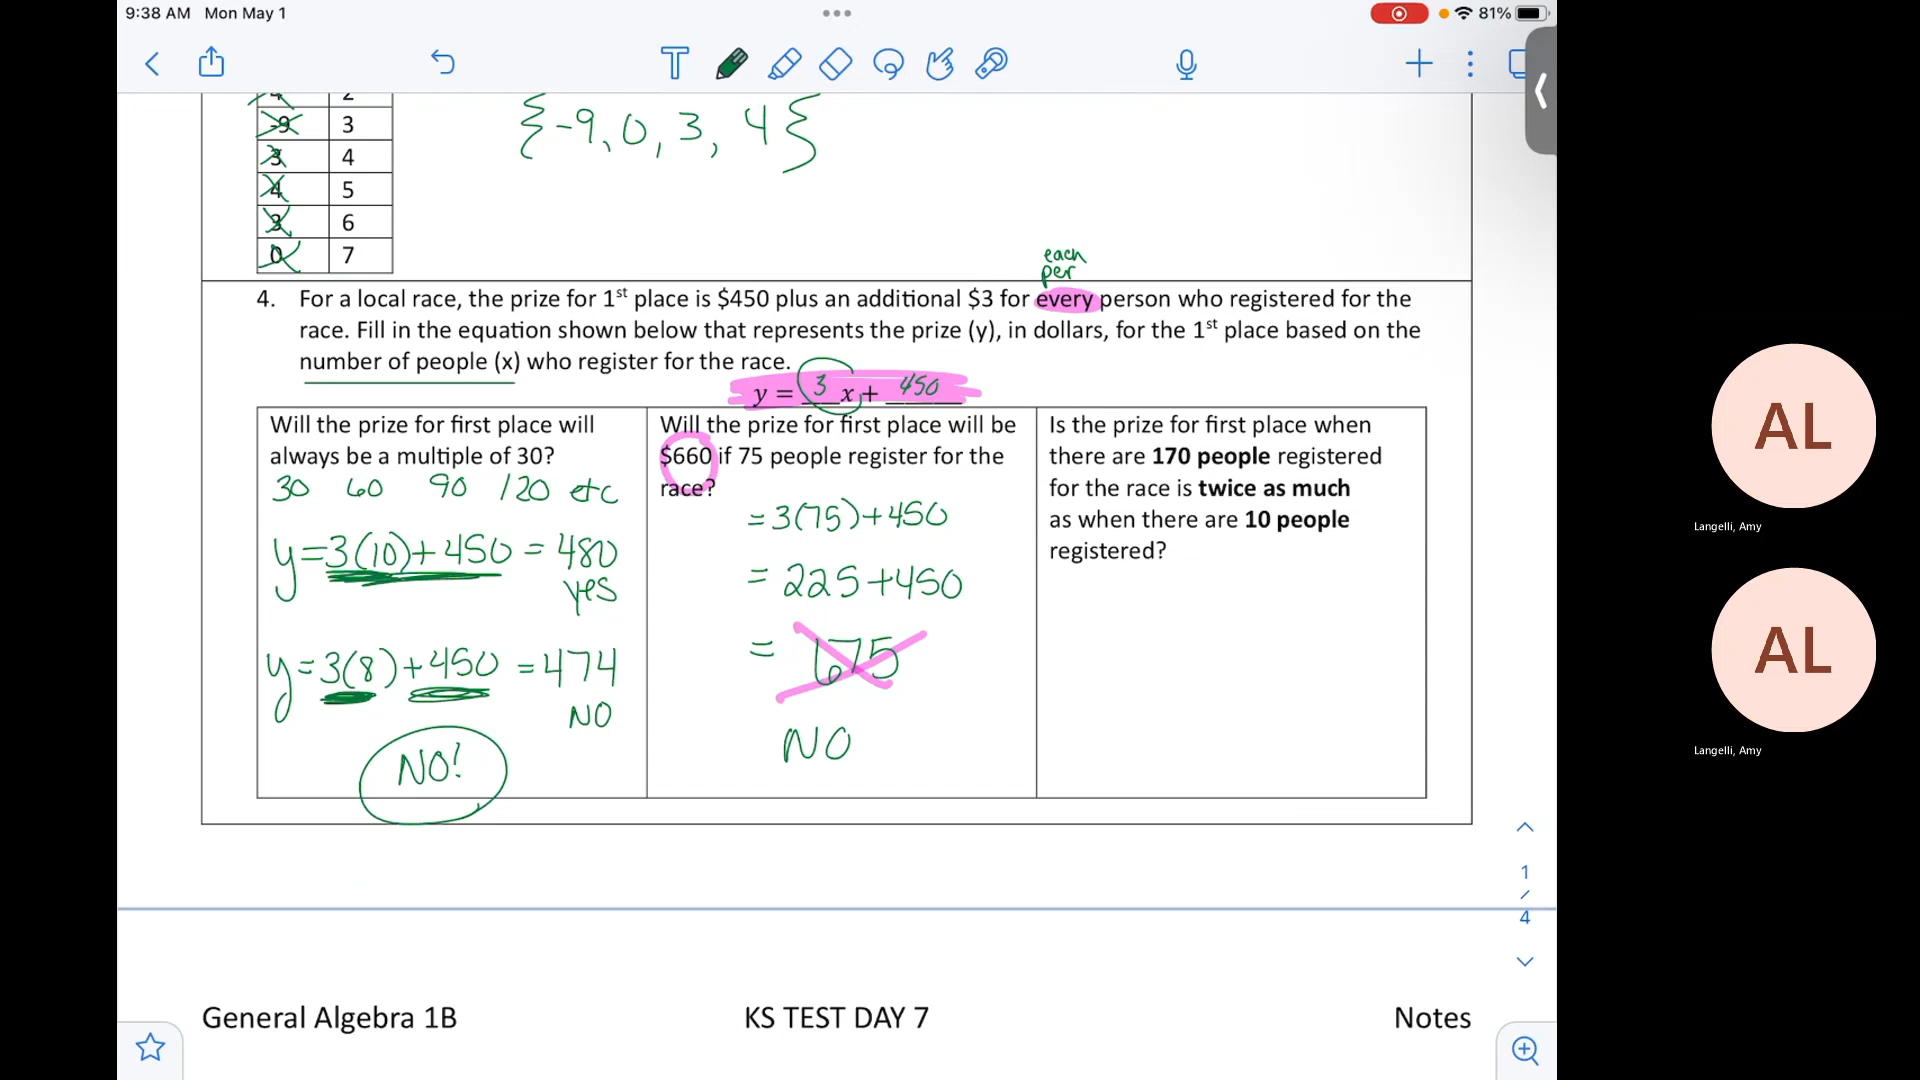 9:38 AM Mon May 1
81%
2
-9 3
3 4
4 5
3 6
0 7
{-9, 0, 3, 4}
each
per
4. For a local race, the prize for 1st place is $450 plus an additional $3 for every person who registered for the
race. Fill in the equation shown below that represents the prize (y), in dollars, for the 1st place based on the
number of people (x) who register for the race.
y = 3 x + 450
Will the prize for first place will
always be a multiple of 30?
30 60 90 120 etc
y=3(10)+450 = 480
yes
y=3(8)+450 = 474
NO
NO!
Will the prize for first place will be
$660 if 75 people register for the
race?
=3(75)+450
= 225+450
= 675
NO
Is the prize for first place when
there are 170 people registered
for the race is twice as much
as when there are 10 people
registered?
1
/
4
General Algebra 1B KS TEST DAY 7 Notes
AL
Langelli, Amy
AL
Langelli, Amy